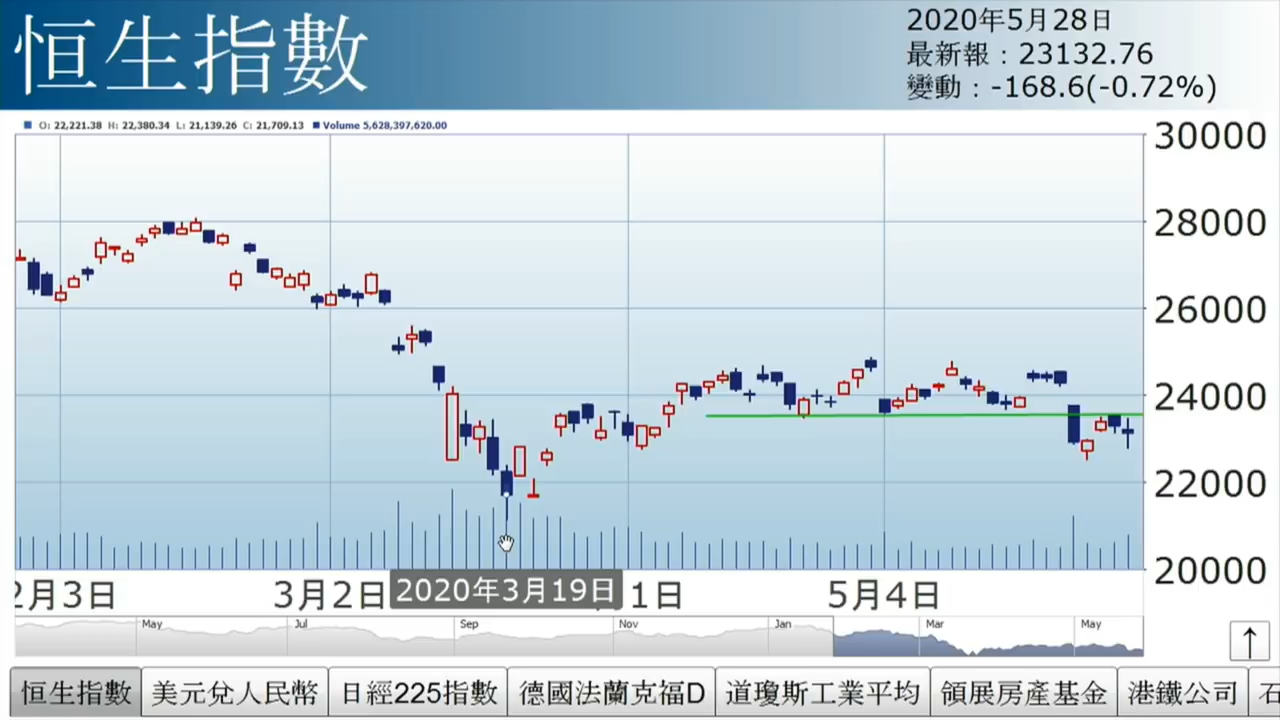 恒生指數
2020年5月28日
最新報：23132.76
變動：-168.6(-0.72%)
O: 22,221.38 H: 22,380.34 L: 21,139.26 C: 21,709.13 Volume 5,628,397,620.00
30000
28000
26000
24000
22000
20000
2月3日 3月2日 2020年3月19日 1日 5月4日
May Jul Sep Nov Jan Mar May
↑
恒生指數 美元兌人民幣 日經225指數 德國法蘭克福D 道瓊斯工業平均 領展房產基金 港鐵公司 石